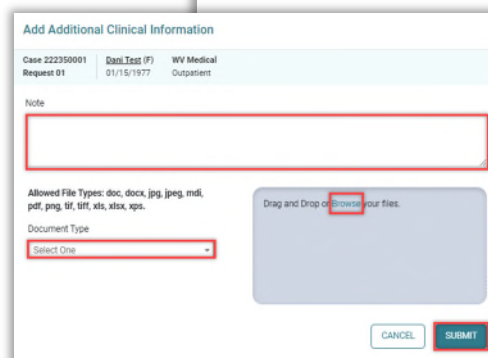 Add Additional Clinical Information
Case 222350001 Dani Test (F) WV Medical
Request 01 01/15/1977 Outpatient
Note
Allowed File Types: doc, docx, jpg, jpeg, mdi,
pdf, png, tif, tiff, xls, xlsx, xps.
Drag and Drop or Browse your files.
Document Type
Select One
CANCEL SUBMIT